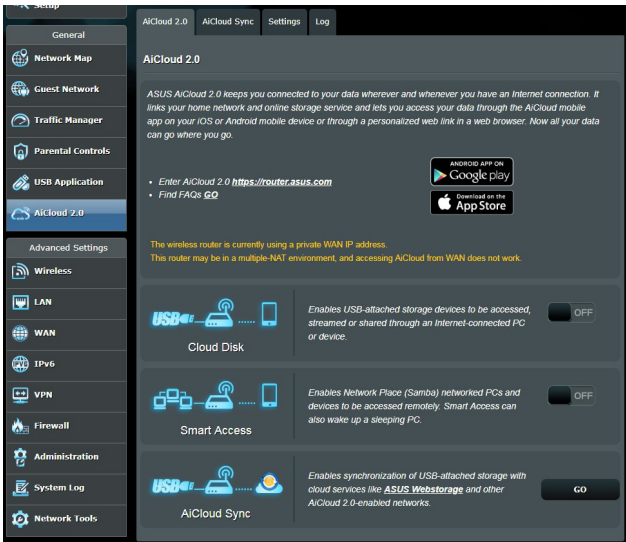 Setup
General
Network Map
Guest Network
Traffic Manager
Parental Controls
USB Application
AiCloud 2.0
Advanced Settings
Wireless
LAN
WAN
IPv6
VPN
Firewall
Administration
System Log
Network Tools
AiCloud 2.0 AiCloud Sync Settings Log
AiCloud 2.0
ASUS AiCloud 2.0 keeps you connected to your data wherever and whenever you have an Internet connection. It
links your home network and online storage service and lets you access your data through the AiCloud mobile
app on your iOS or Android mobile device or through a personalized web link in a web browser. Now all your data
can go where you go.
• Enter AiCloud 2.0 https://router.asus.com
• Find FAQs GO
ANDROID APP ON
Google play
Download on the
App Store
The wireless router is currently using a private WAN IP address.
This router may be in a multiple-NAT environment, and accessing AiCloud from WAN does not work.
USB
Cloud Disk
Enables USB-attached storage devices to be accessed,
streamed or shared through an Internet-connected PC
or device.
OFF
Smart Access
Enables Network Place (Samba) networked PCs and
devices to be accessed remotely. Smart Access can
also wake up a sleeping PC.
OFF
USB
AiCloud Sync
Enables synchronization of USB-attached storage with
cloud services like ASUS Webstorage and other
AiCloud 2.0-enabled networks.
GO